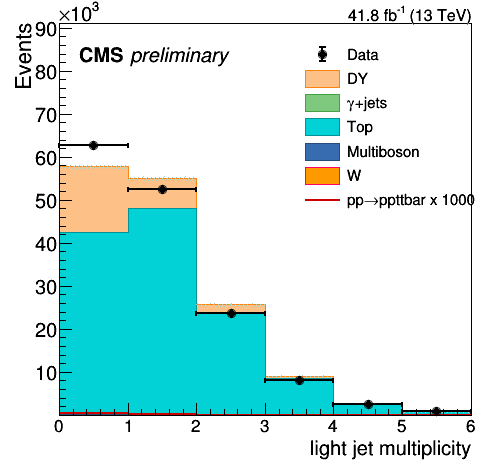 ×10³
41.8 fb⁻¹ (13 TeV)
Events
CMS preliminary
Data
DY
γ+jets
Top
Multiboson
W
pp→ppttbar x 1000
90
80
70
60
50
40
30
20
10
0 1 2 3 4 5 6
light jet multiplicity